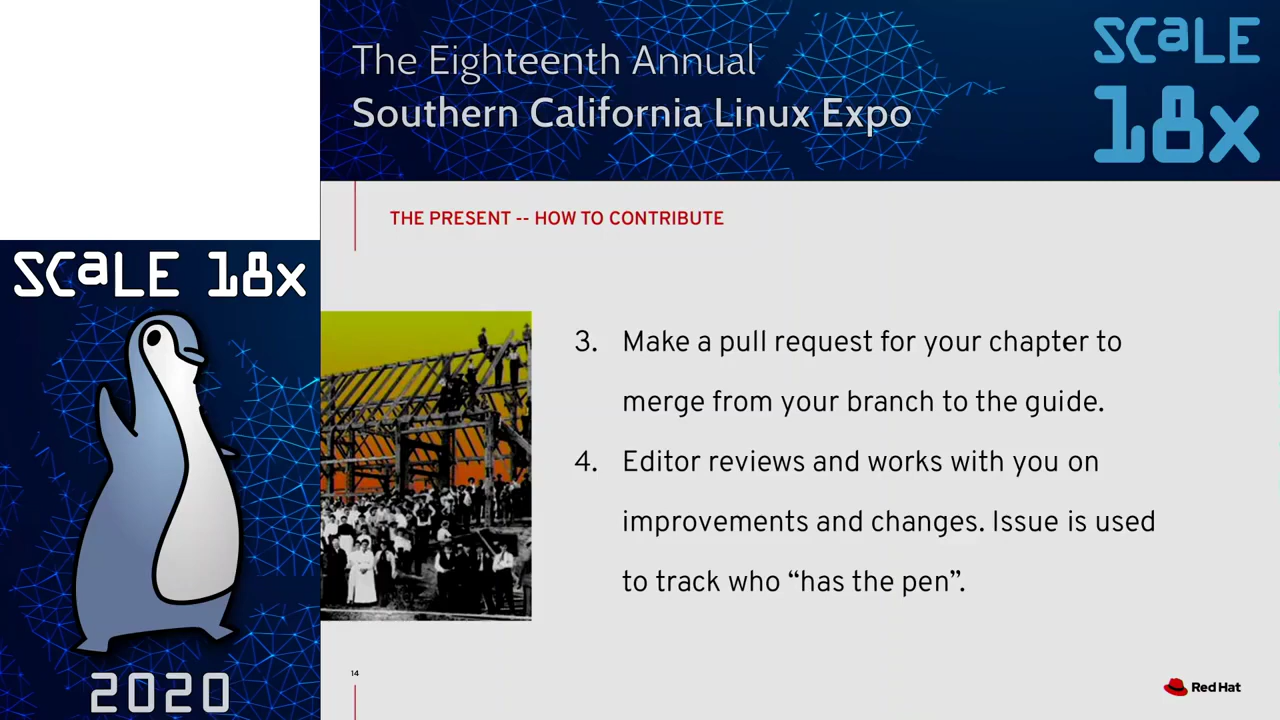 The Eighteenth Annual
Southern California Linux Expo
SCaLE
18x
SCaLE 18x
2020
THE PRESENT -- HOW TO CONTRIBUTE
3. Make a pull request for your chapter to
merge from your branch to the guide.
4. Editor reviews and works with you on
improvements and changes. Issue is used
to track who “has the pen”.
14
Red Hat